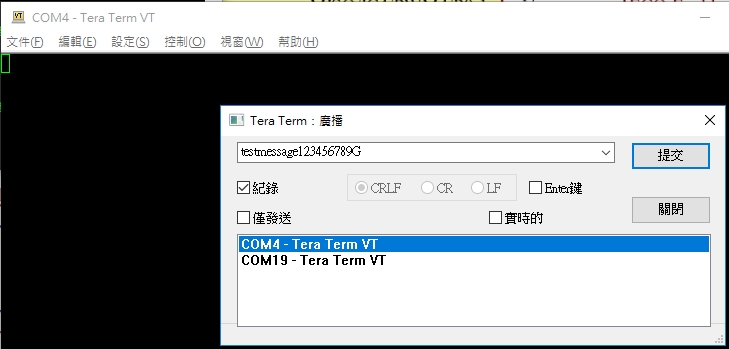 COM4 - Tera Term VT
文件(F) 編輯(E) 設定(S) 控制(O) 視窗(W) 幫助(H)
Tera Term：廣播
testmessage123456789G
提交
紀錄 CRLF CR LF Enter鍵
關閉
僅發送 實時的
COM4 - Tera Term VT
COM19 - Tera Term VT